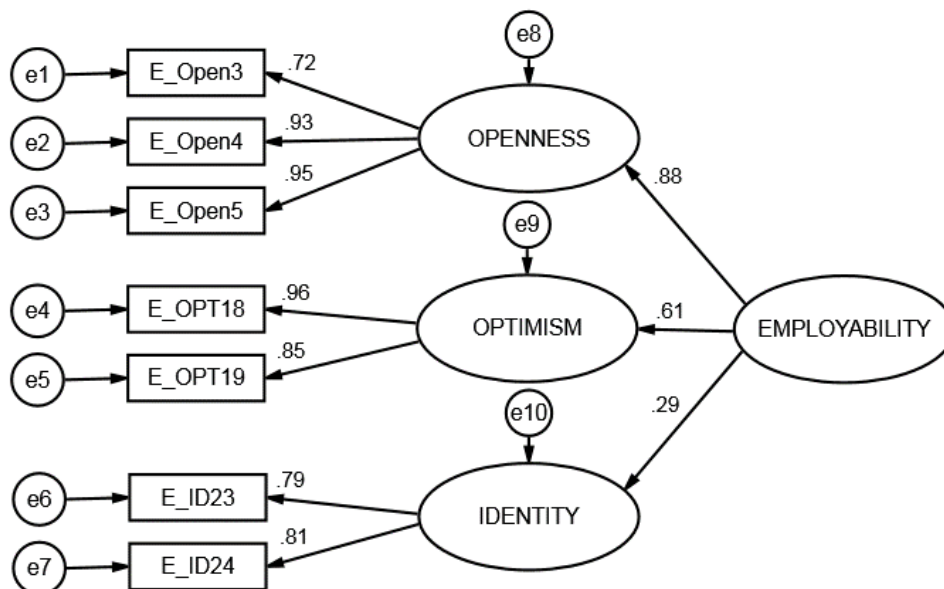 e8
e1
E_Open3
.72
e2
E_Open4
.93
OPENNESS
e3
E_Open5
.95
.88
e9
e4
E_OPT18
.96
OPTIMISM
.61
EMPLOYABILITY
e5
E_OPT19
.85
e10
.29
e6
E_ID23
.79
IDENTITY
e7
E_ID24
.81